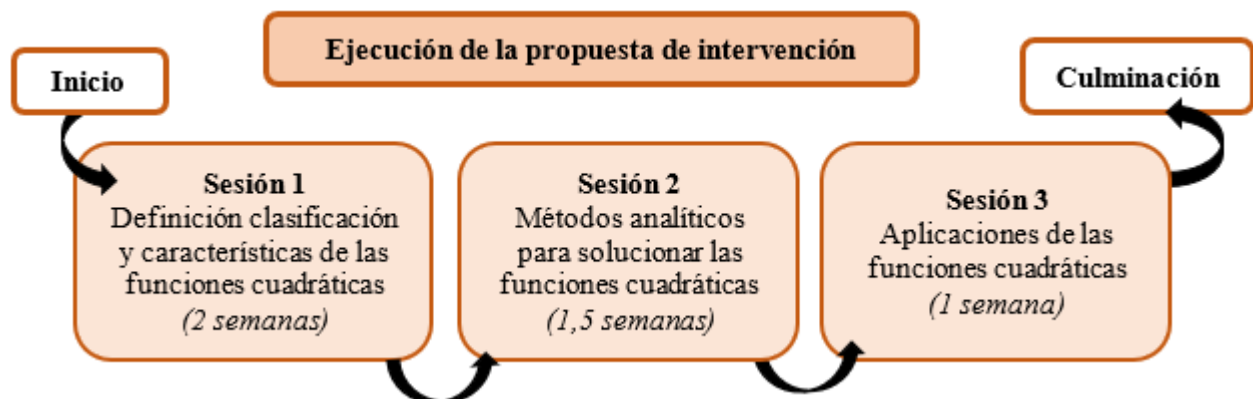 Ejecución de la propuesta de intervención
Inicio
Culminación
Sesión 1
Definición clasificación
y características de las
funciones cuadráticas
(2 semanas)
Sesión 2
Métodos analíticos
para solucionar las
funciones cuadráticas
(1,5 semanas)
Sesión 3
Aplicaciones de las
funciones cuadráticas
(1 semana)